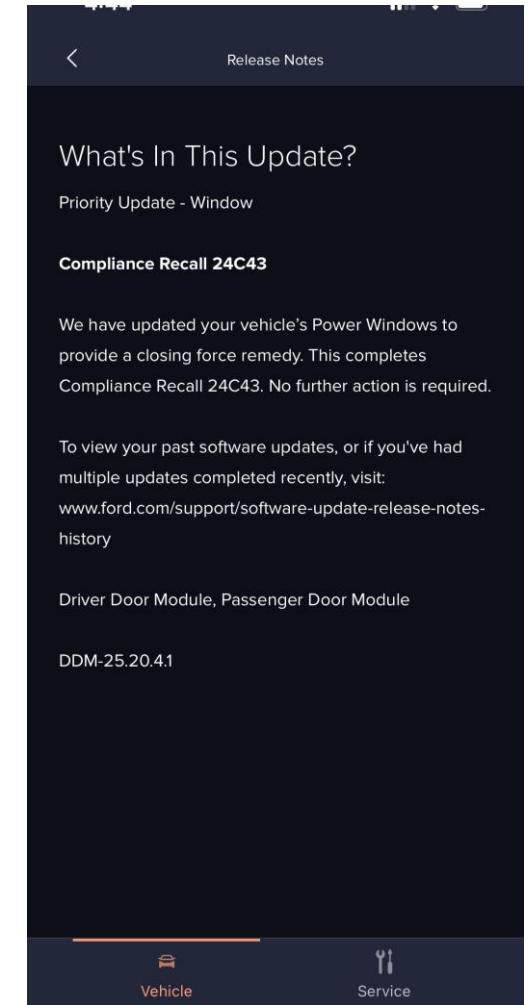 Release Notes
What's In This Update?
Priority Update - Window
Compliance Recall 24C43
We have updated your vehicle's Power Windows to
provide a closing force remedy. This completes
Compliance Recall 24C43. No further action is required.
To view your past software updates, or if you've had
multiple updates completed recently, visit:
www.ford.com/support/software-update-release-notes-
history
Driver Door Module, Passenger Door Module
DDM-25.20.4.1
Vehicle
Service